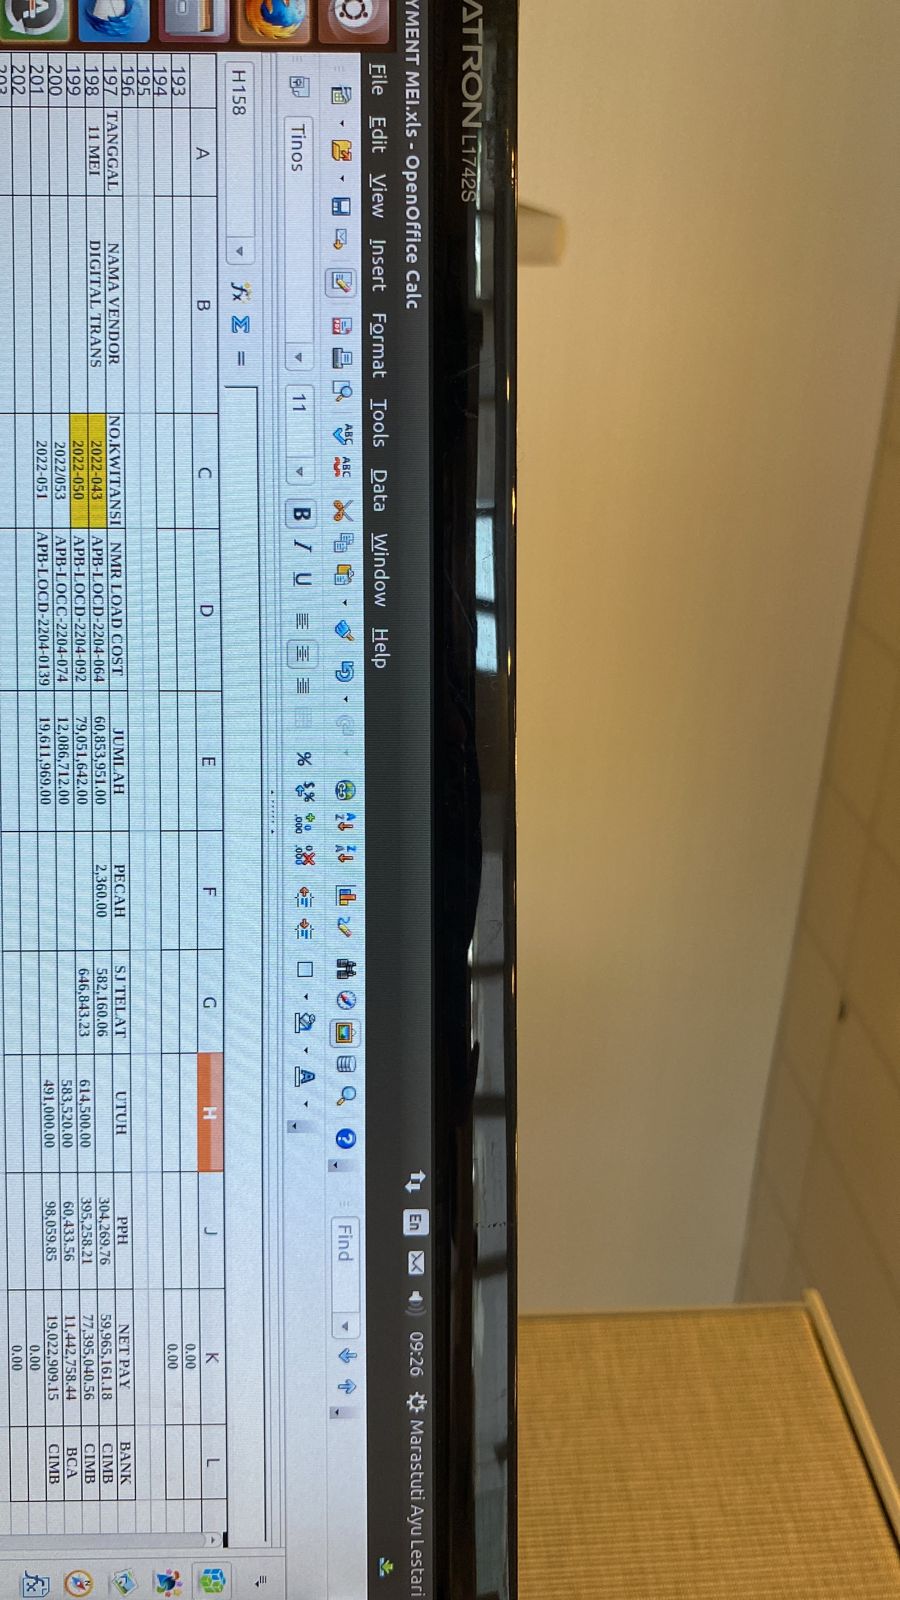 ATRON L1742S
YMENT MEI.xls - OpenOffice Calc
En
09:26
Marastuti Ayu Lestari
File Edit View Insert Format Tools Data Window Help
Find
Tinos
11
B I U
H158
A B C D E F G H J K L
193 0.00
194 0.00
195
196
197 TANGGAL NAMA VENDOR NO.KWITANSI NMR LOAD COST JUMLAH PECAH SJ TELAT UTUH PPH NET PAY BANK
198 11 MEI DIGITAL TRANS 2022-043 APB-LOCD-2204-064 60,853,951.00 2,360.00 582,160.06 304,269.76 59,965,161.18 CIMB
199 2022-050 APB-LOCD-2204-092 79,051,642.00 646,843.23 614,500.00 395,258.21 77,395,040.56 CIMB
200 2022/053 APB-LOCC-2204-074 12,086,712.00 583,520.00 60,433.56 11,442,758.44 BCA
201 2022-051 APB-LOCD-2204-0139 19,611,969.00 491,000.00 98,059.85 19,022,909.15 CIMB
202 0.00
203 0.00